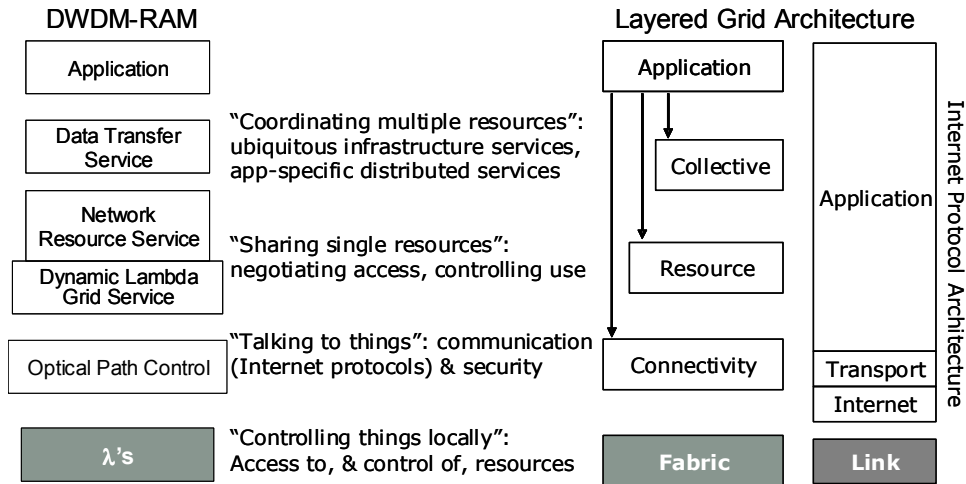 DWDM-RAM
Layered Grid Architecture
Application
Application
Data Transfer
Service
“Coordinating multiple resources”:
ubiquitous infrastructure services,
app-specific distributed services
Collective
Application
Internet Protocol Architecture
Network
Resource Service
“Sharing single resources”:
negotiating access, controlling use
Resource
Dynamic Lambda
Grid Service
Optical Path Control
“Talking to things”: communication
(Internet protocols) & security
Connectivity
Transport
Internet
λ’s
“Controlling things locally”:
Access to, & control of, resources
Fabric
Link